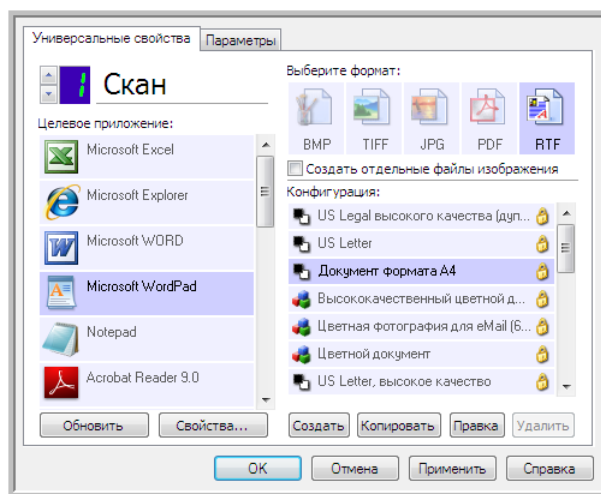 Универсальные свойства
Параметры
1 Скан
Целевое приложение:
Microsoft Excel
Microsoft Explorer
Microsoft WORD
Microsoft WordPad
Notepad
Acrobat Reader 9.0
Обновить
Свойства...
Выберите формат:
BMP
TIFF
JPG
PDF
RTF
Создать отдельные файлы изображения
Конфигурация:
US Legal высокого качества (дуп...
US Letter
Документ формата A4
Высококачественный цветной д...
Цветная фотография для eMail (6...
Цветной документ
US Letter, высокое качество
Создать
Копировать
Правка
Удалить
OK
Отмена
Применить
Справка